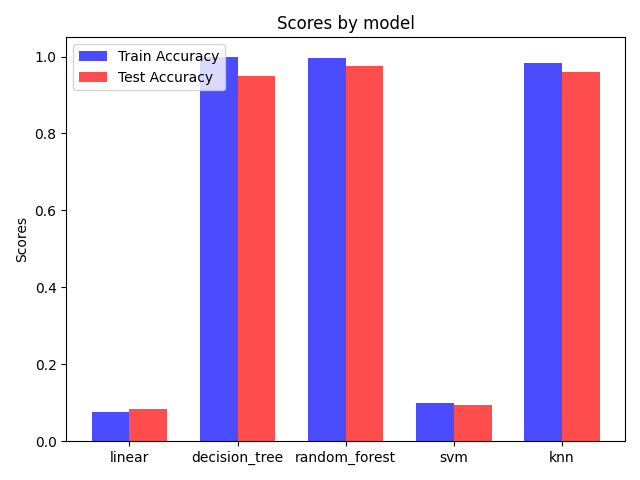 Scores by model
Train Accuracy
Test Accuracy
Scores
1.0
0.8
0.6
0.4
0.2
0.0
linear decision_tree random_forest svm knn